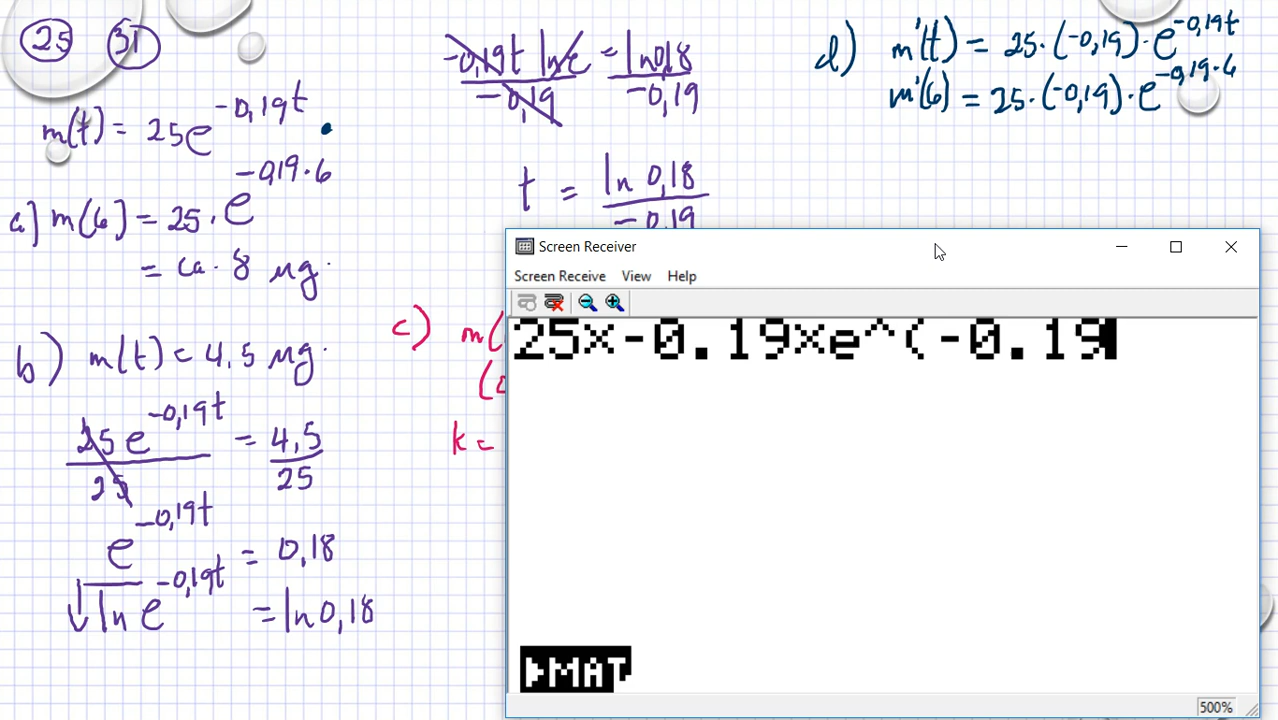 25 31
m(t) = 25e^-0,19t
a) m(6) = 25 · e^-0,19·6
= ca. 8 µg.
b) m(t) = 4,5 µg.
25e^-0,19t / 25 = 4,5 / 25
e^-0,19t = 0,18
ln e^-0,19t = ln 0,18
-0,19t ln e / -0,19 = ln 0,18 / -0,19
t = ln 0,18 / -0,19
c) m(
k =
d) m'(t) = 25 · (-0,19) · e^-0,19t
m'(6) = 25 · (-0,19) · e^-0,19·6
Screen Receiver
Screen Receive View Help
25×-0.19×e^(-0.19
▶MAT
500%